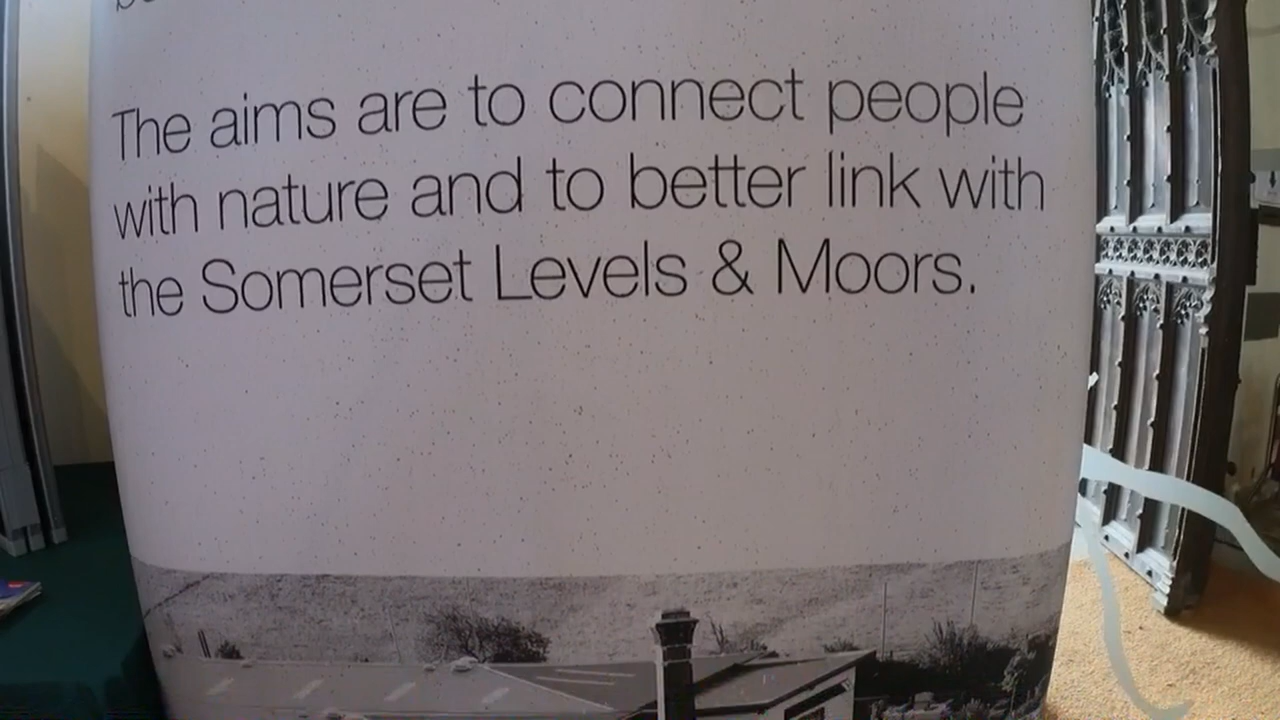 The aims are to connect people
with nature and to better link with
the Somerset Levels & Moors.